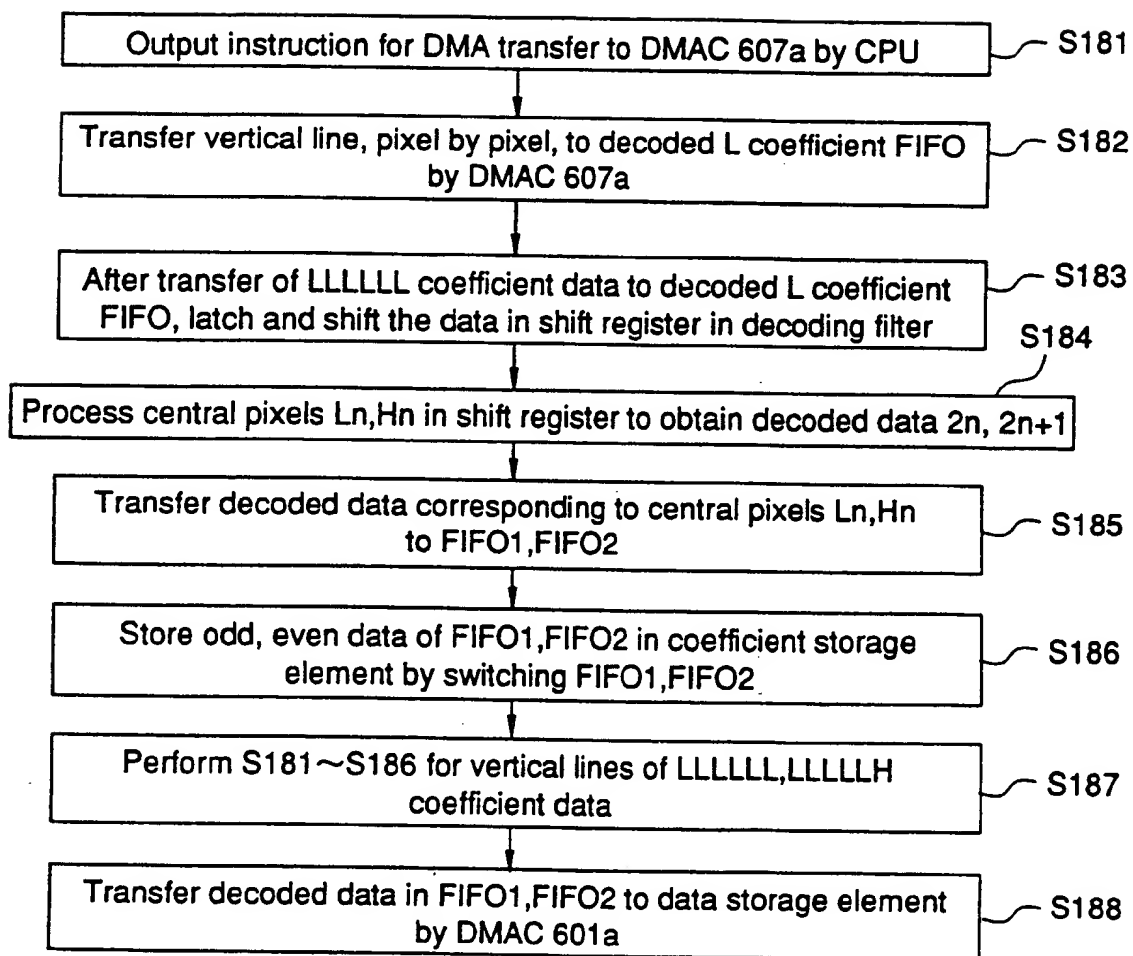 Output instruction for DMA transfer to DMAC 607a by CPU
S181
Transfer vertical line, pixel by pixel, to decoded L coefficient FIFO
by DMAC 607a
S182
After transfer of LLLLLL coefficient data to decoded L coefficient
FIFO, latch and shift the data in shift register in decoding filter
S183
S184
Process central pixels Ln,Hn in shift register to obtain decoded data 2n, 2n+1
Transfer decoded data corresponding to central pixels Ln,Hn
to FIFO1,FIFO2
S185
Store odd, even data of FIFO1,FIFO2 in coefficient storage
element by switching FIFO1,FIFO2
S186
Perform S181~S186 for vertical lines of LLLLLL,LLLLLH
coefficient data
S187
Transfer decoded data in FIFO1,FIFO2 to data storage element
by DMAC 601a
S188